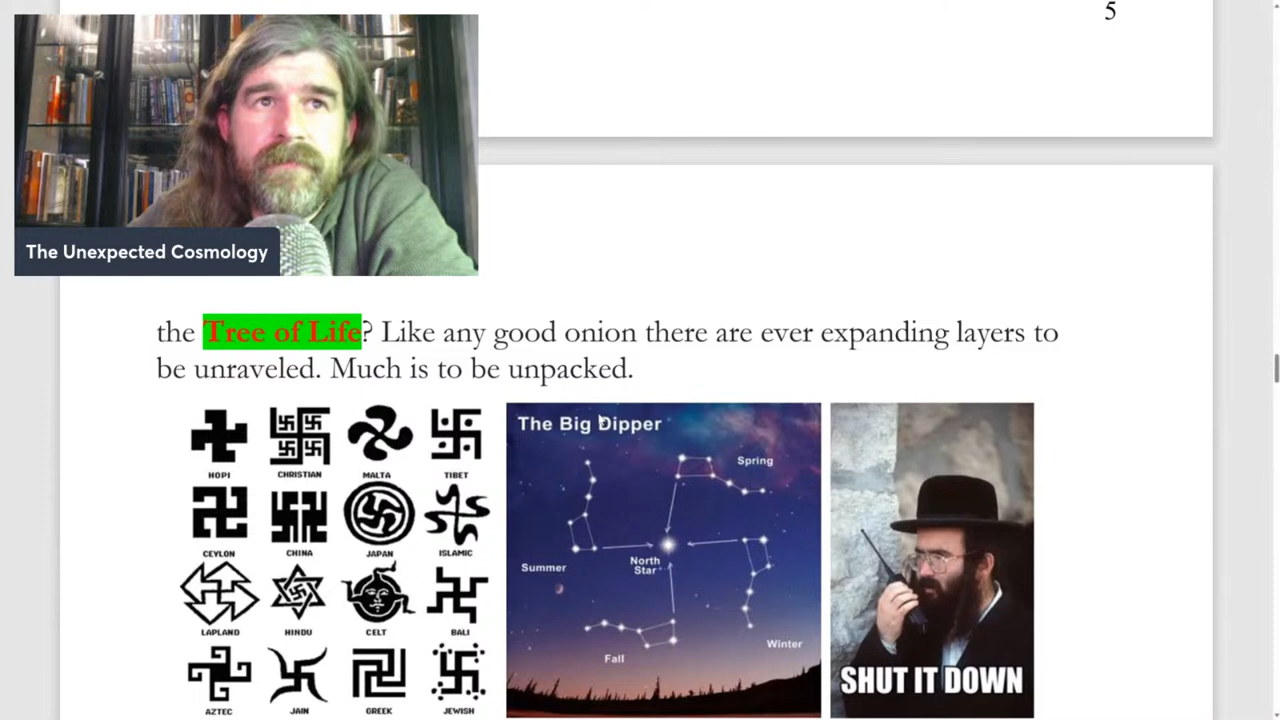 5
The Unexpected Cosmology
the Tree of Life? Like any good onion there are ever expanding layers to
be unraveled. Much is to be unpacked.
HOPI
CHRISTIAN
MALTA
TIBET
CEYLON
CHINA
JAPAN
ISLAMIC
LAPLAND
HINDU
CELT
BALI
AZTEC
JAIN
GREEK
JEWISH
The Big Dipper
Spring
Summer
North
Star
Fall
Winter
SHUT IT DOWN